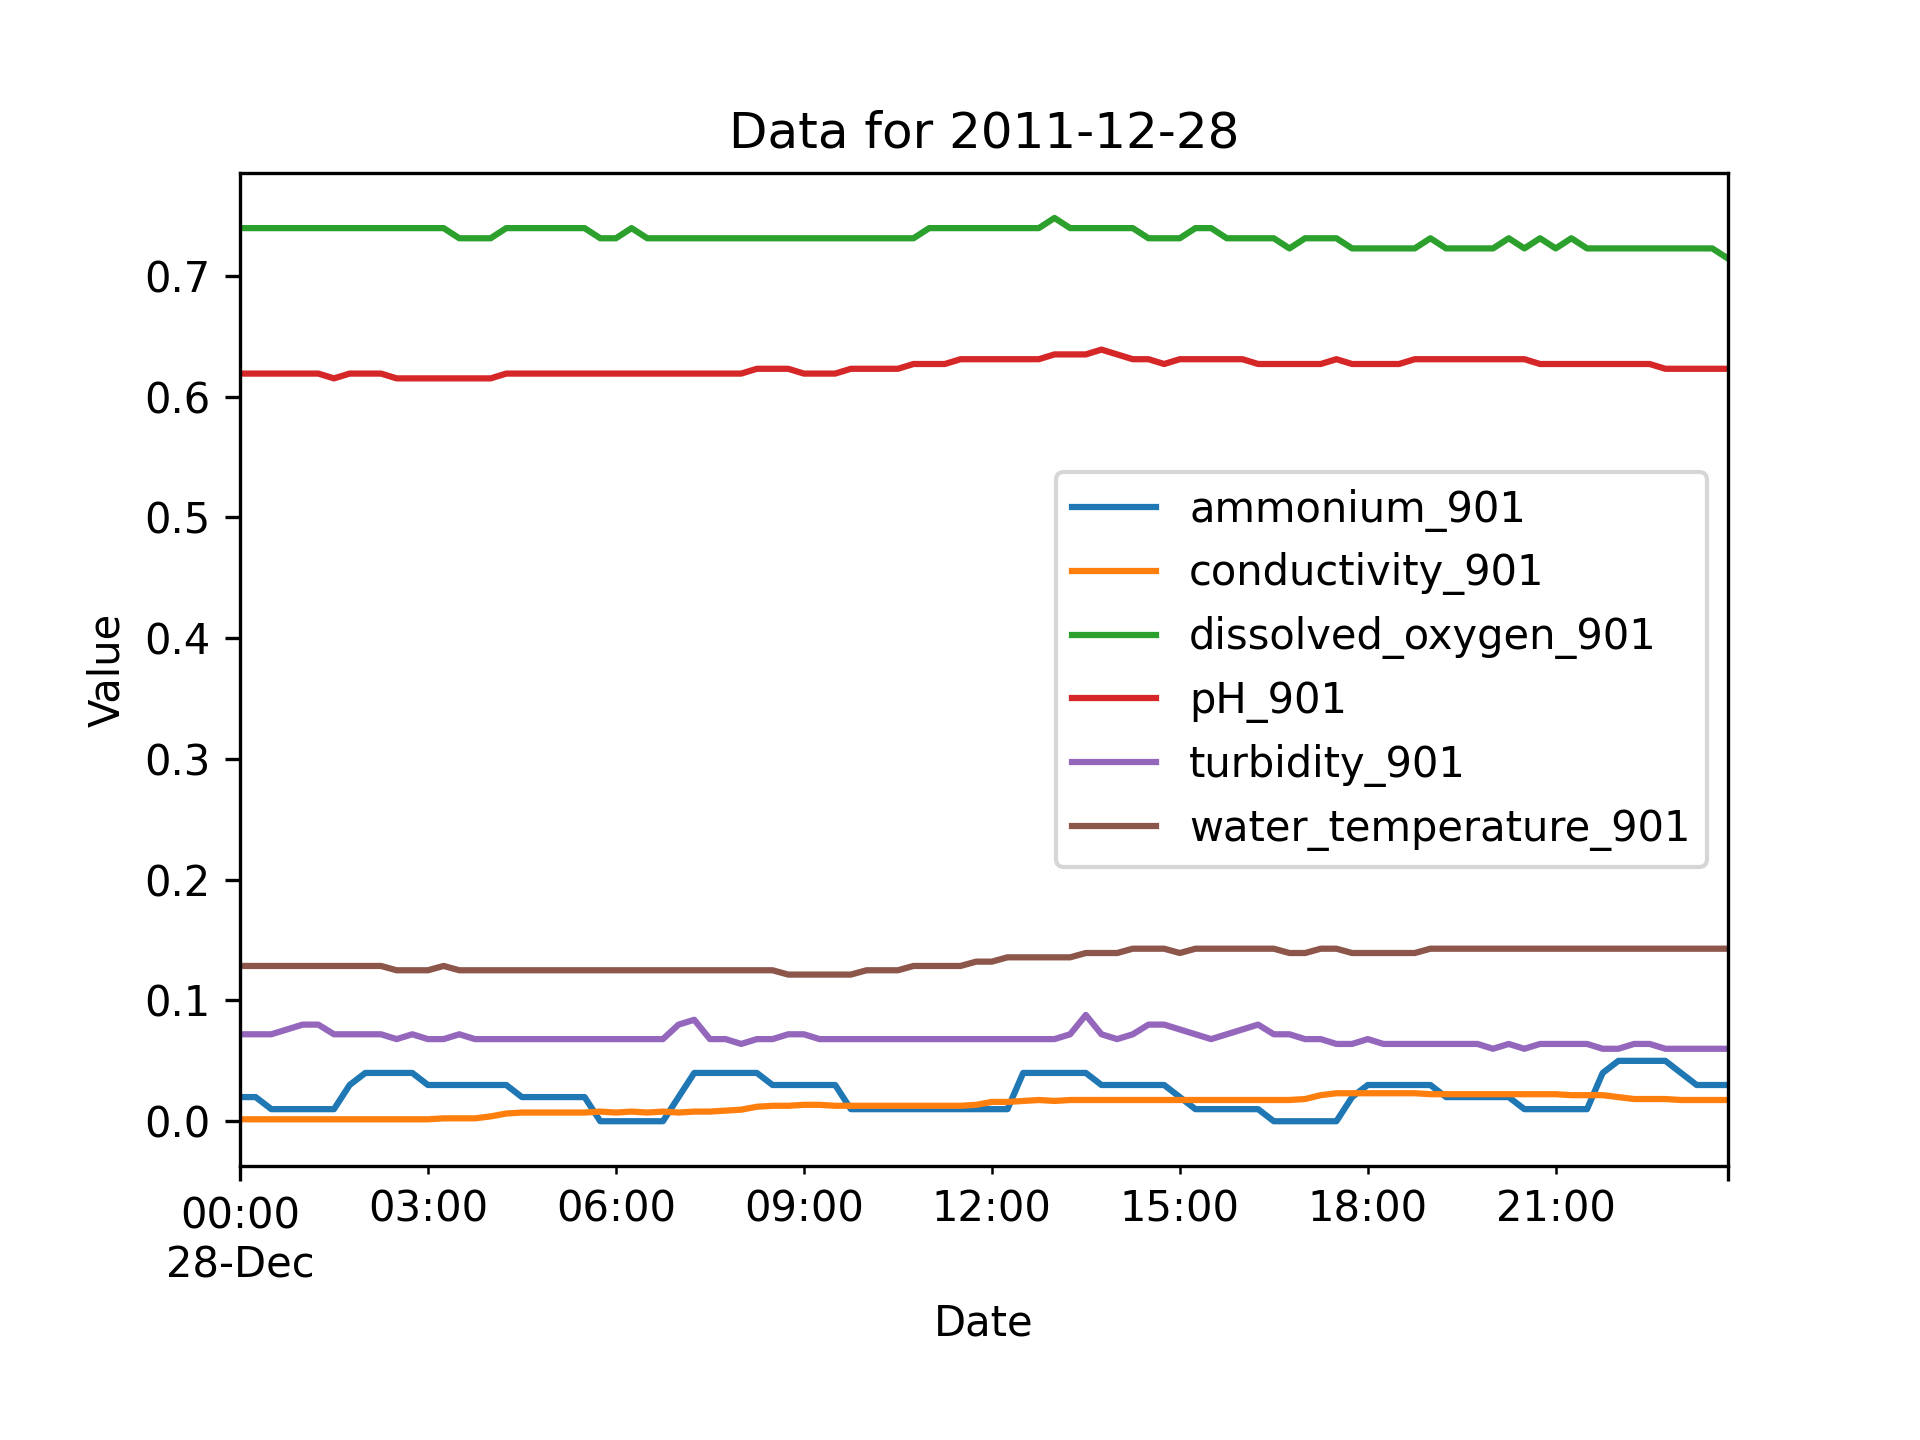 Data for 2011-12-28
0.7
0.6
0.5
0.4
0.3
0.2
0.1
0.0
Value
ammonium_901
conductivity_901
dissolved_oxygen_901
pH_901
turbidity_901
water_temperature_901
00:00 03:00 06:00 09:00 12:00 15:00 18:00 21:00
28-Dec
Date